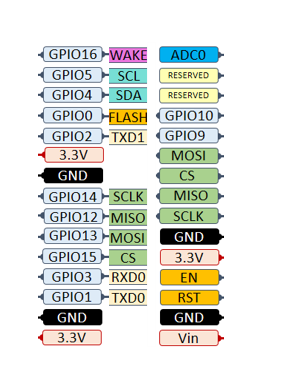 GPIO16 WAKE ADC0
GPIO5 SCL RESERVED
GPIO4 SDA RESERVED
GPIO0 FLASH GPIO10
GPIO2 TXD1 GPIO9
3.3V MOSI
GND CS
GPIO14 SCLK MISO
GPIO12 MISO SCLK
GPIO13 MOSI GND
GPIO15 CS 3.3V
GPIO3 RXD0 EN
GPIO1 TXD0 RST
GND GND
3.3V Vin